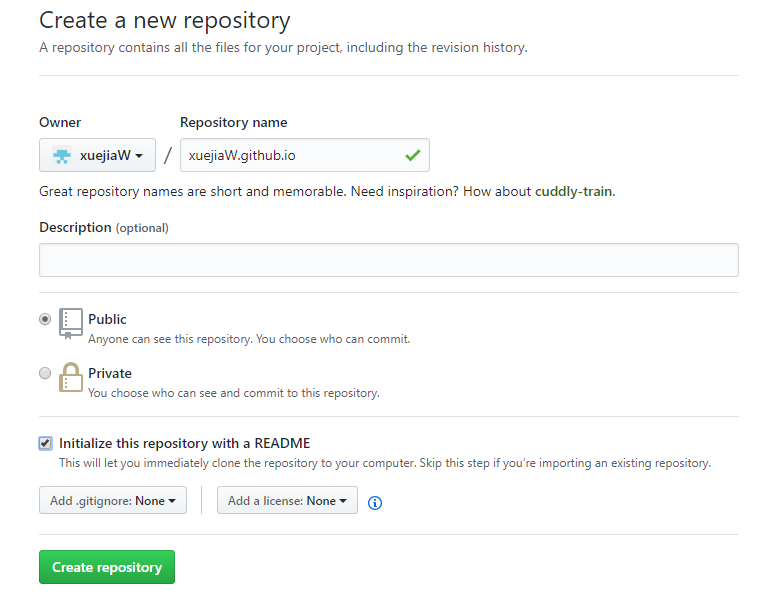 Create a new repository
A repository contains all the files for your project, including the revision history.
Owner
Repository name
xuejiaW / xuejiaW.github.io
Great repository names are short and memorable. Need inspiration? How about cuddly-train.
Description (optional)
Public
Anyone can see this repository. You choose who can commit.
Private
You choose who can see and commit to this repository.
Initialize this repository with a README
This will let you immediately clone the repository to your computer. Skip this step if you’re importing an existing repository.
Add .gitignore: None
Add a license: None
Create repository